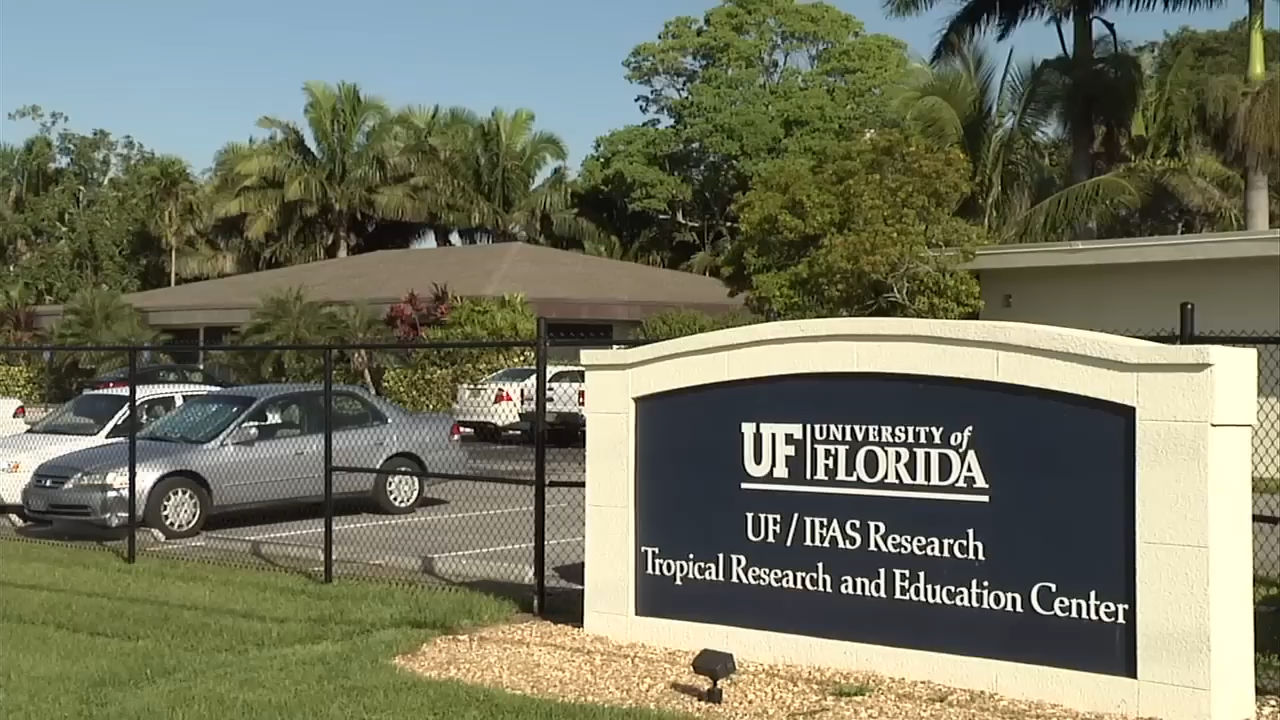 UF UNIVERSITY of
FLORIDA
UF / IFAS Research
Tropical Research and Education Center